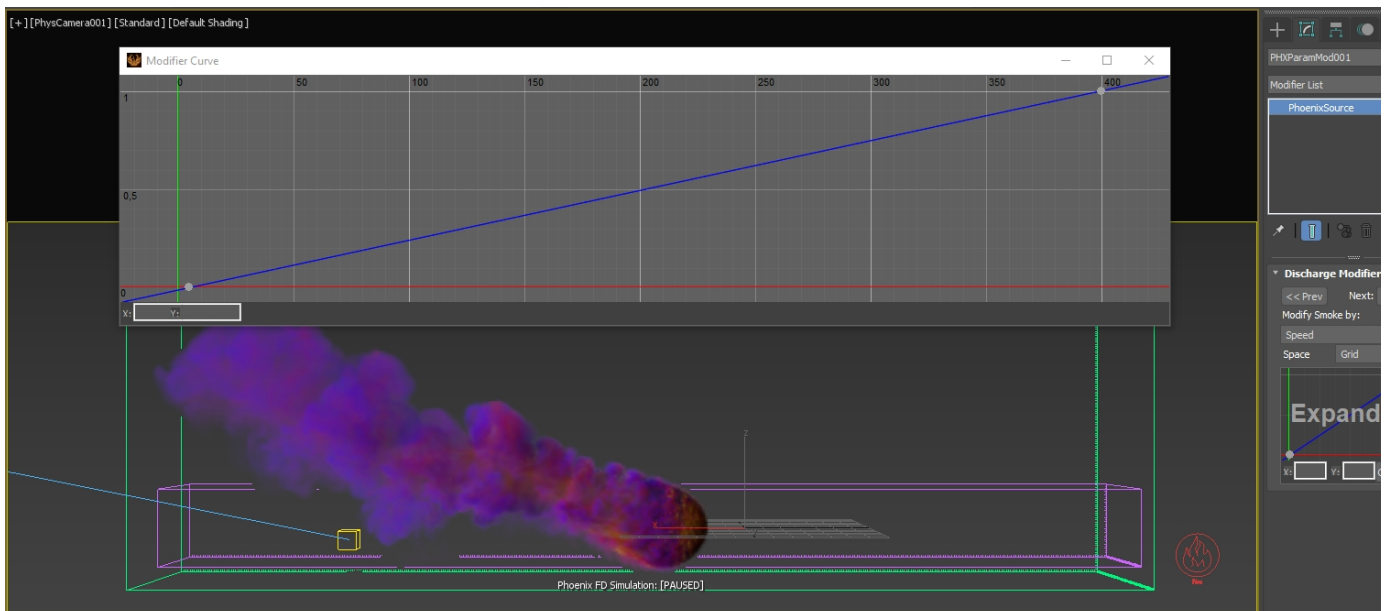 [+] [PhysCamera001] [Standard] [Default Shading]
Modifier Curve
0 50 100 150 200 250 300 350 400
1
0,5
0
X: Y:
Z
X
Phoenix FD Simulation: [PAUSED]
PHXParamMod001
Modifier List
PhoenixSource
Discharge Modifier
<< Prev Next:
Modify Smoke by:
Speed
Space Grid
Expand
X: Y: